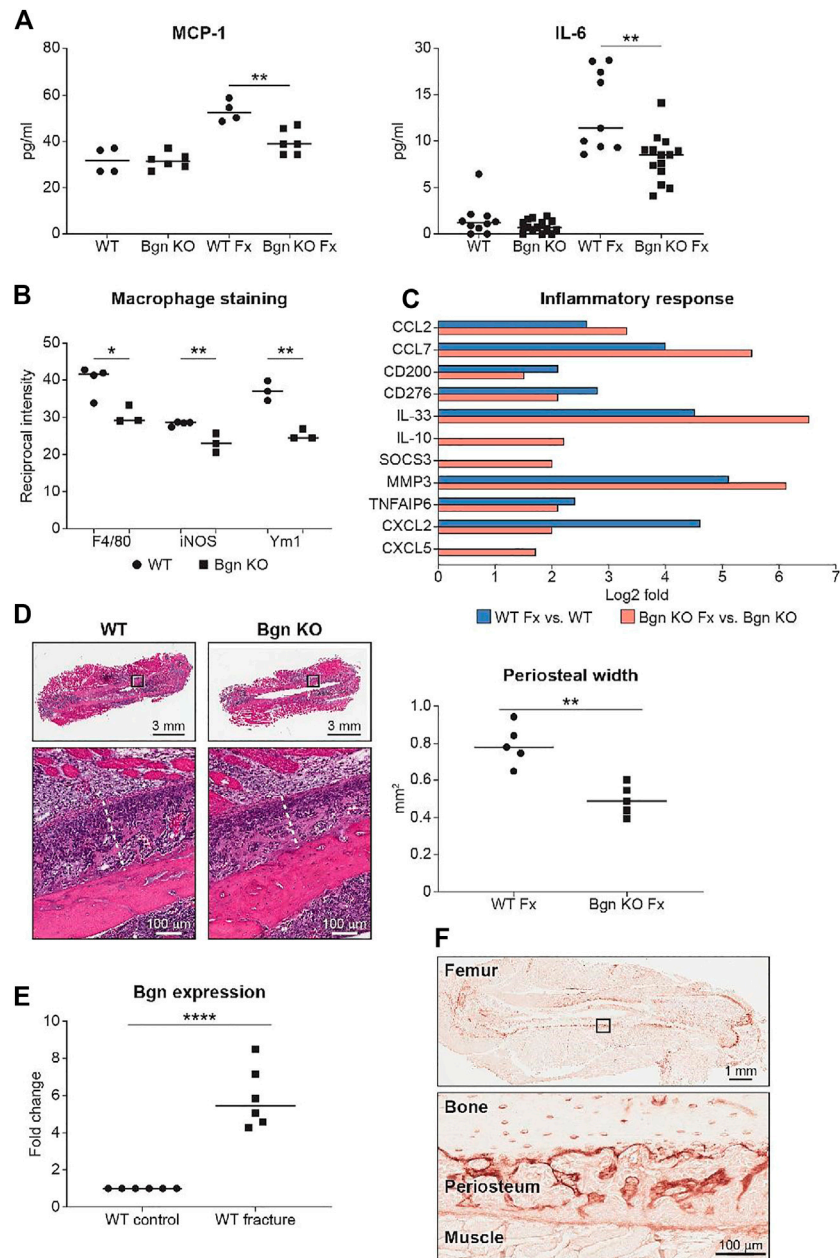 A
MCP-1
pg/ml
80
60
40
20
0
**
WT
Bgn KO
WT Fx
Bgn KO Fx
IL-6
pg/ml
30
20
10
5
0
**
WT
Bgn KO
WT Fx
Bgn KO Fx
B
Macrophage staining
Reciprocal intensity
50
40
30
20
10
0
*
**
**
F4/80
iNOS
Ym1
WT
Bgn KO
C
Inflammatory response
CCL2
CCL7
CD200
CD276
IL-33
IL-10
SOCS3
MMP3
TNFAIP6
CXCL2
CXCL5
0 1 2 3 4 5 6 7
Log2 fold
WT Fx vs. WT
Bgn KO Fx vs. Bgn KO
D
WT
Bgn KO
3 mm
3 mm
100 µm
100 µm
Periosteal width
mm²
1.0
0.8
0.6
0.4
0.2
0
**
WT Fx
Bgn KO Fx
E
Bgn expression
Fold change
10
8
6
4
2
0
****
WT control
WT fracture
F
Femur
1 mm
Bone
Periosteum
Muscle
100 µm